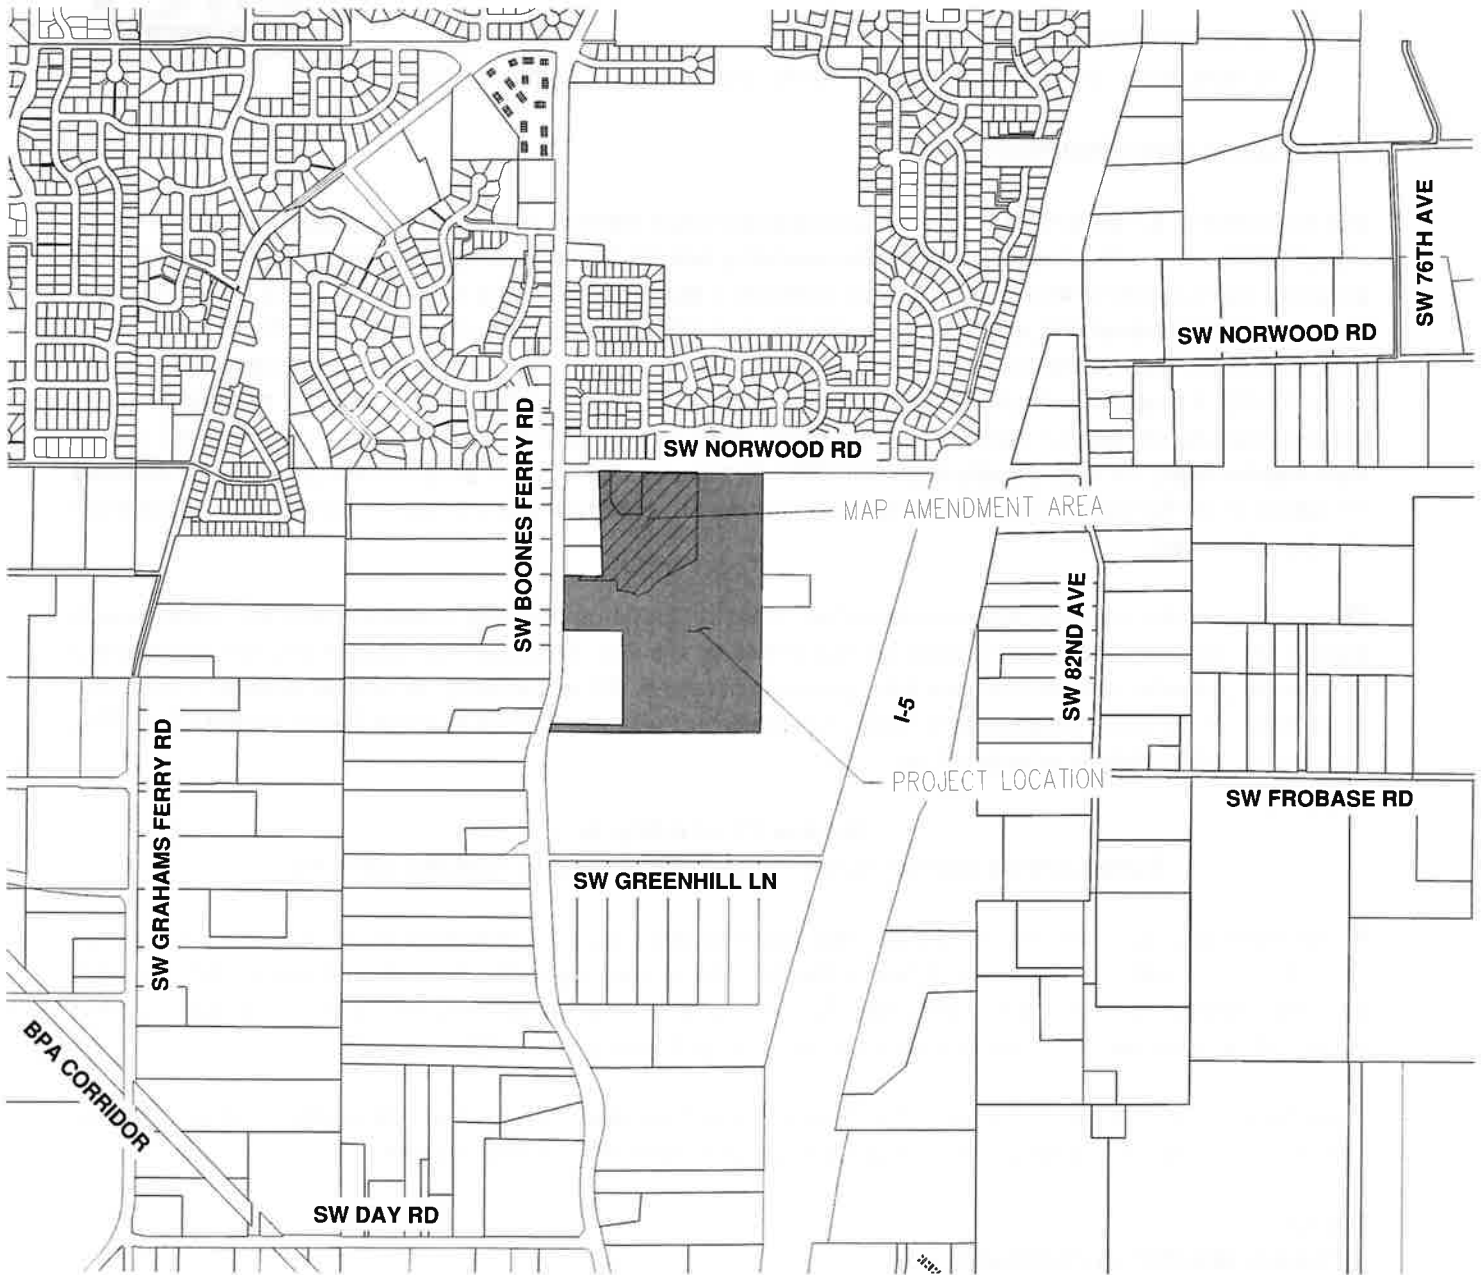 SW 76TH AVE
SW NORWOOD RD
SW BOONES FERRY RD
SW NORWOOD RD
MAP AMENDMENT AREA
SW 82ND AVE
I-5
SW GRAHAMS FERRY RD
PROJECT LOCATION
SW FROBASE RD
SW GREENHILL LN
BPA CORRIDOR
SW DAY RD